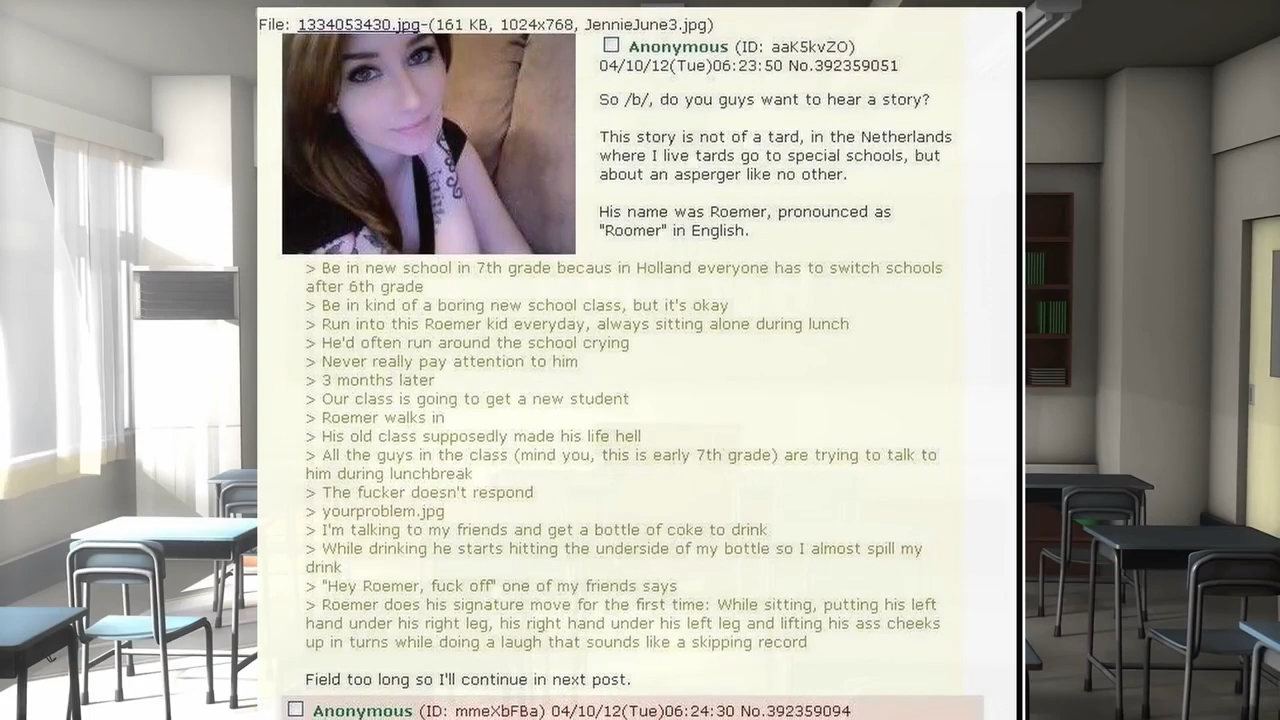 File: 1334053430.jpg-(161 KB, 1024x768, JennieJune3.jpg)
Anonymous (ID: aaK5kvZO)
04/10/12(Tue)06:23:50 No.392359051
So /b/, do you guys want to hear a story?
This story is not of a tard, in the Netherlands
where I live tards go to special schools, but
about an asperger like no other.
His name was Roemer, pronounced as
"Roomer" in English.
> Be in new school in 7th grade becaus in Holland everyone has to switch schools
after 6th grade
> Be in kind of a boring new school class, but it's okay
> Run into this Roemer kid everyday, always sitting alone during lunch
> He'd often run around the school crying
> Never really pay attention to him
> 3 months later
> Our class is going to get a new student
> Roemer walks in
> His old class supposedly made his life hell
> All the guys in the class (mind you, this is early 7th grade) are trying to talk to
him during lunchbreak
> The fucker doesn't respond
> yourproblem.jpg
> I'm talking to my friends and get a bottle of coke to drink
> While drinking he starts hitting the underside of my bottle so I almost spill my
drink
> "Hey Roemer, fuck off" one of my friends says
> Roemer does his signature move for the first time: While sitting, putting his left
hand under his right leg, his right hand under his left leg and lifting his ass cheeks
up in turns while doing a laugh that sounds like a skipping record
Field too long so I'll continue in next post.
Anonymous (ID: mmeXbFBa) 04/10/12(Tue)06:24:30 No.392359094